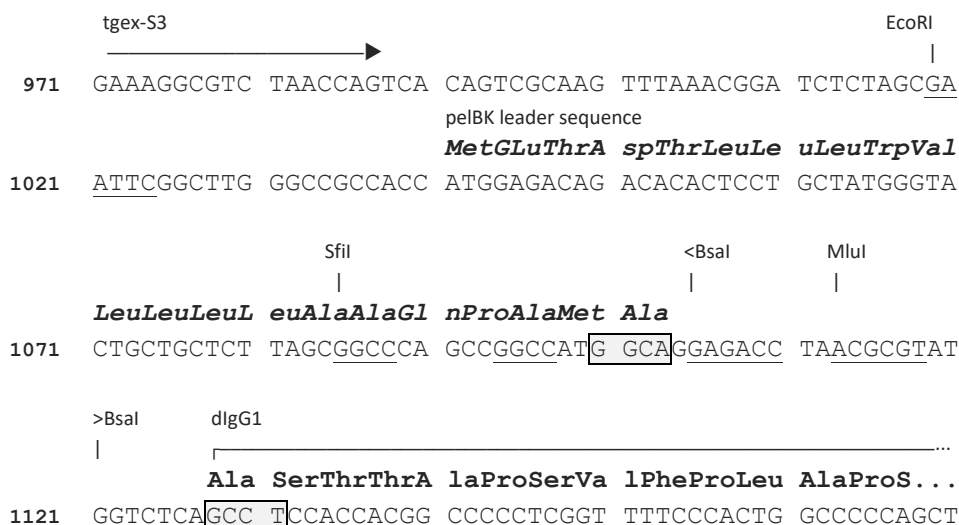 tgex-S3 EcoRI
971 GAAAGGCGTC TAACCAGTCA CAGTCGCAAG TTTAAACGGA TCTCTAGCGA
pelBK leader sequence
MetGLuThrA spThrLeuLe uLeuTrpVal
1021 ATTCGGCTTG GGCCGCCACC ATGGAGACAG ACACACTCCT GCTATGGGTA
SfiI <BsaI MluI
LeuLeuLeuL euAlaAlaGl nProAlaMet Ala
1071 CTGCTGCTCT TAGCGGCCCA GCCGGCCATG GCAGGAGACC TAACGCGTAT
>BsaI dIgG1
Ala SerThrThrA laProSerVa lPheProLeu AlaProS...
1121 GGTCTCAGCC TCCACCACGG CCCCCTCGGT TTTCCCACTG GCCCCCAGCT